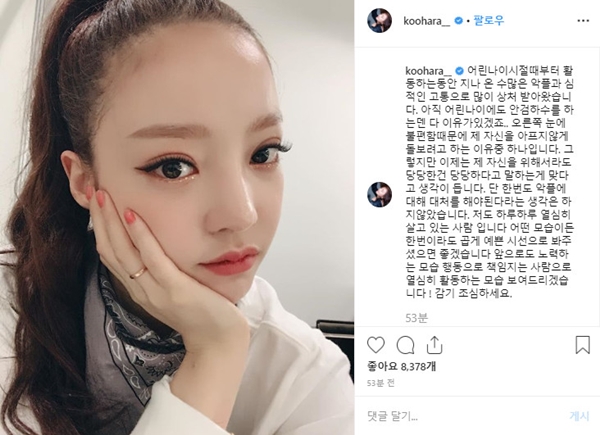 koohara__ • 팔로우
koohara__ 어린나이시절때부터 활
동하는동안 지나 온 수많은 악플과 심
적인 고통으로 많이 상처 받아왔습니
다. 아직 어린나이에도 안검하수를 하
는덴 다 이유가있겠죠.. 오른쪽 눈에
불편함때문에 제 자신을 아프지않게
돌보려고 하는 이유중 하나입니다. 그
렇지만 이제는 제 자신을 위해서라도
당당한건 당당하다고 말하는게 맞다
고 생각이 듭니다. 단 한번도 악플에
대해 대처를 해야된다라는 생각은 하
지않았습니다. 저도 하루하루 열심히
살고 있는 사람 입니다 어떤 모습이든
한번이라도 곱게 예쁜 시선으로 봐주
셨으면 좋겠습니다 앞으로도 노력하
는 모습 행동으로 책임지는 사람으로
열심히 활동하는 모습 보여드리겠습
니다 ! 감기 조심하세요.
53분
좋아요 8,378개
53분 전
댓글 달기... 게시